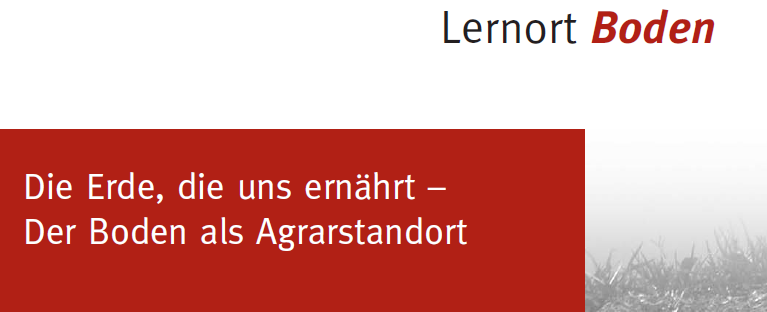 Lernort Boden
Die Erde, die uns ernährt –
Der Boden als Agrarstandort